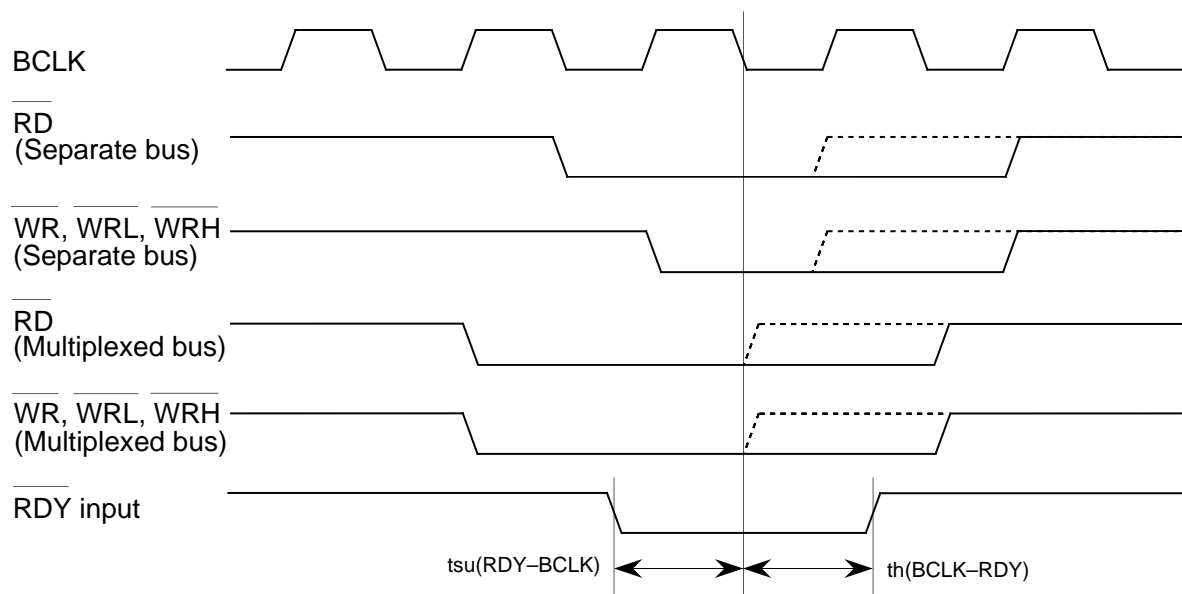 BCLK
RD
(Separate bus)
WR, WRL, WRH
(Separate bus)
RD
(Multiplexed bus)
WR, WRL, WRH
(Multiplexed bus)
RDY input
tsu(RDY–BCLK)
th(BCLK–RDY)